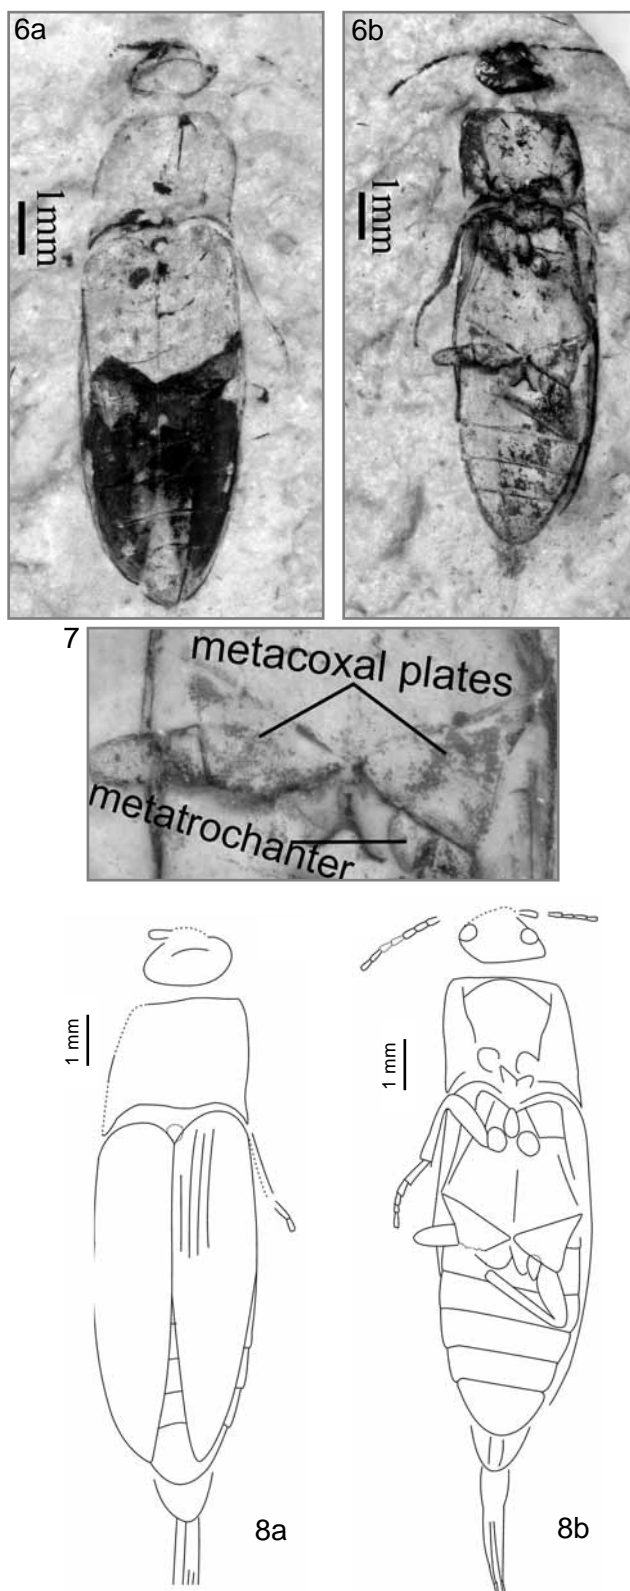 6a
6b
1mm
1mm
7
metacoxal plates
metatrochanter
1 mm
1 mm
8a
8b